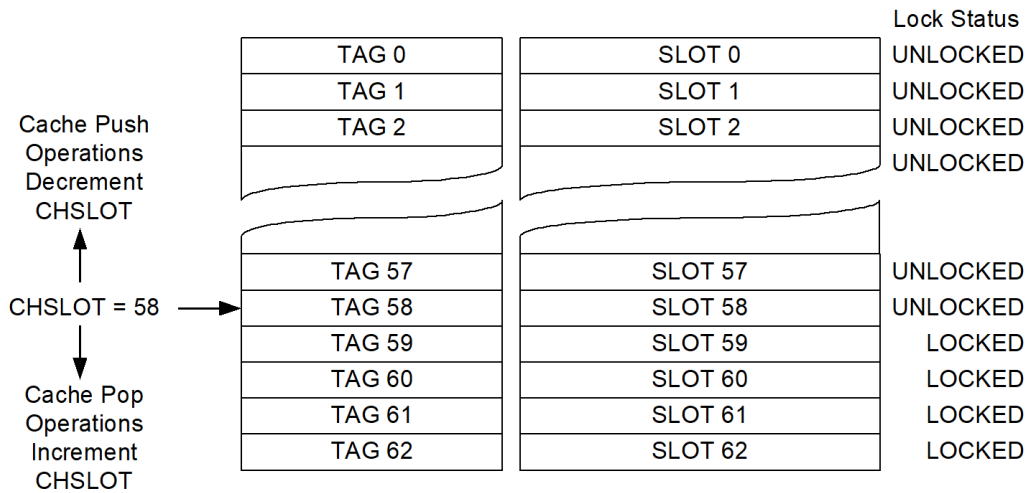 Lock Status
TAG 0 SLOT 0 UNLOCKED
TAG 1 SLOT 1 UNLOCKED
TAG 2 SLOT 2 UNLOCKED
UNLOCKED
Cache Push
Operations
Decrement
CHSLOT
TAG 57 SLOT 57 UNLOCKED
CHSLOT = 58 TAG 58 SLOT 58 UNLOCKED
TAG 59 SLOT 59 LOCKED
TAG 60 SLOT 60 LOCKED
TAG 61 SLOT 61 LOCKED
TAG 62 SLOT 62 LOCKED
Cache Pop
Operations
Increment
CHSLOT